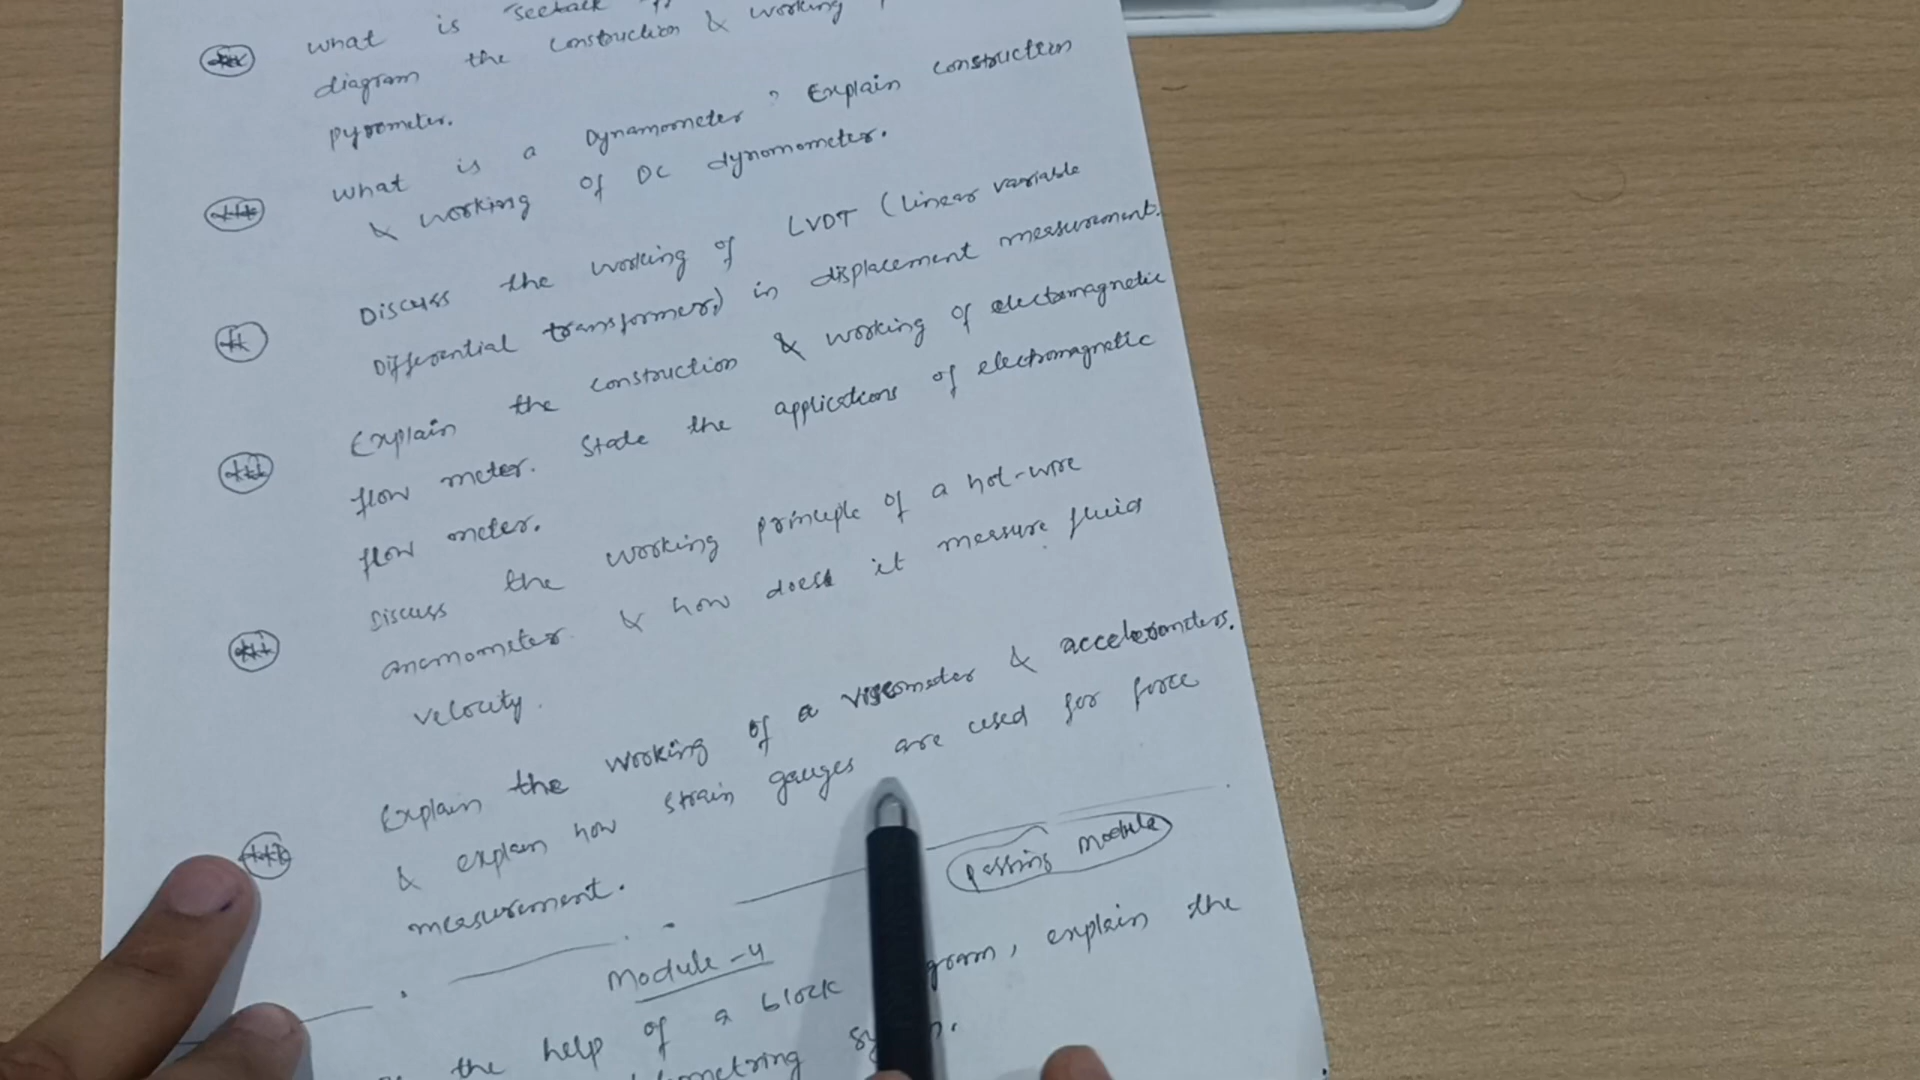 what is
diagram the construction & working
pyrometer.
what is a Dynamometer ? Explain construction
& working of DC dynomometer.
Discuss the working of LVDT (linear variable
Differential transformer) in displacement measurement.
Explain the construction & working of electomagnetic
flow meter. State the applications of electromagnetic
flow meter.
Discuss the working principle of a hot-wire
anemometer & how does it measure fluid
velocity.
Explain the working of a viscometer & accelerometers.
& explain how strain gauges are used for force
measurement.
passing module
Module-4
the help of a block gram, explain the